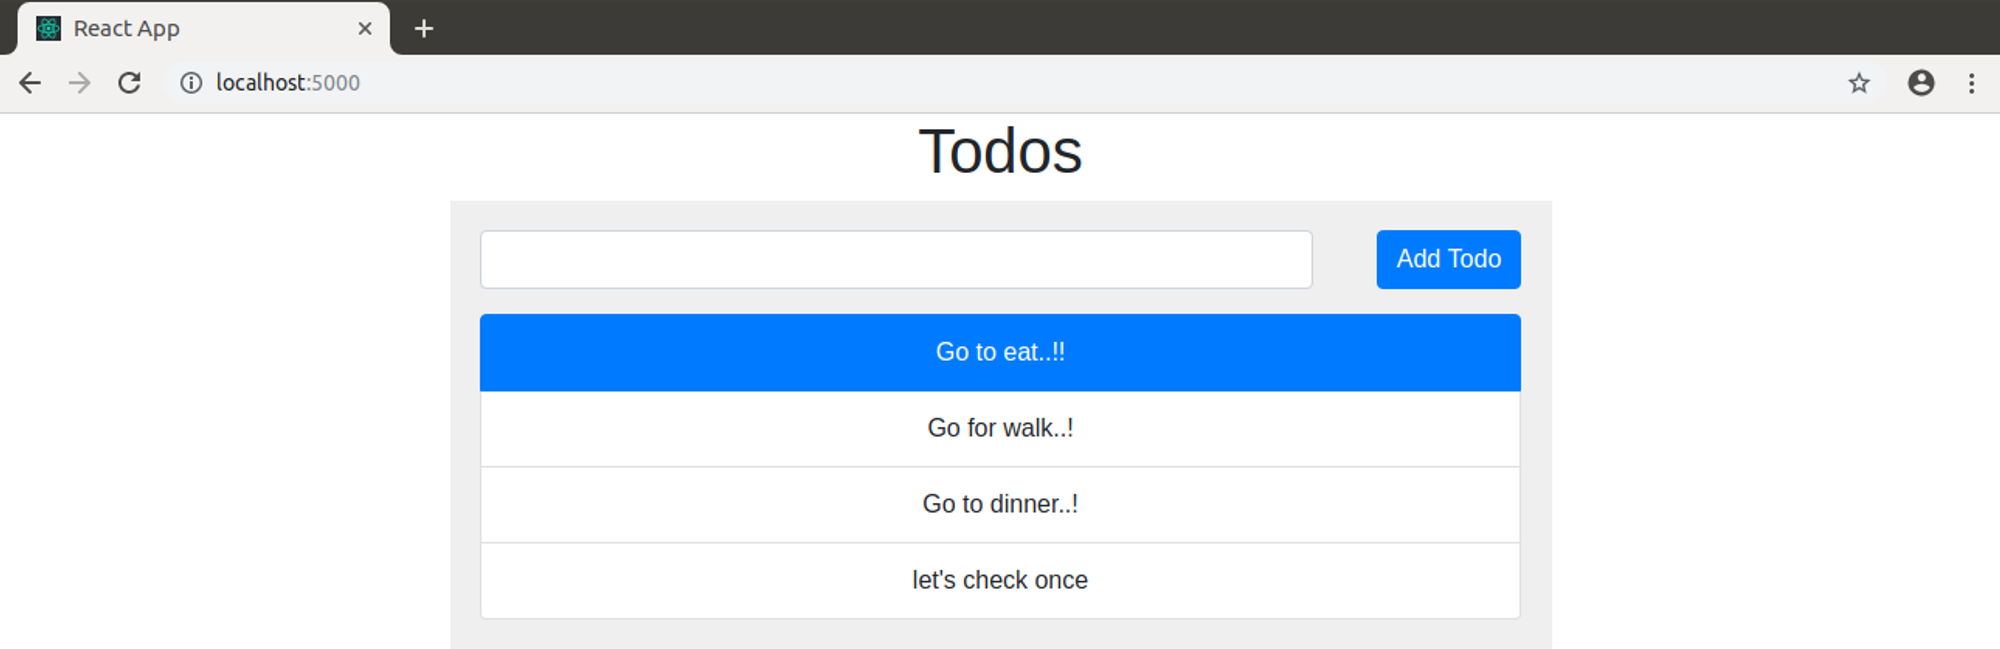 React App
localhost:5000
Todos
Add Todo
Go to eat..!!
Go for walk..!
Go to dinner..!
let's check once